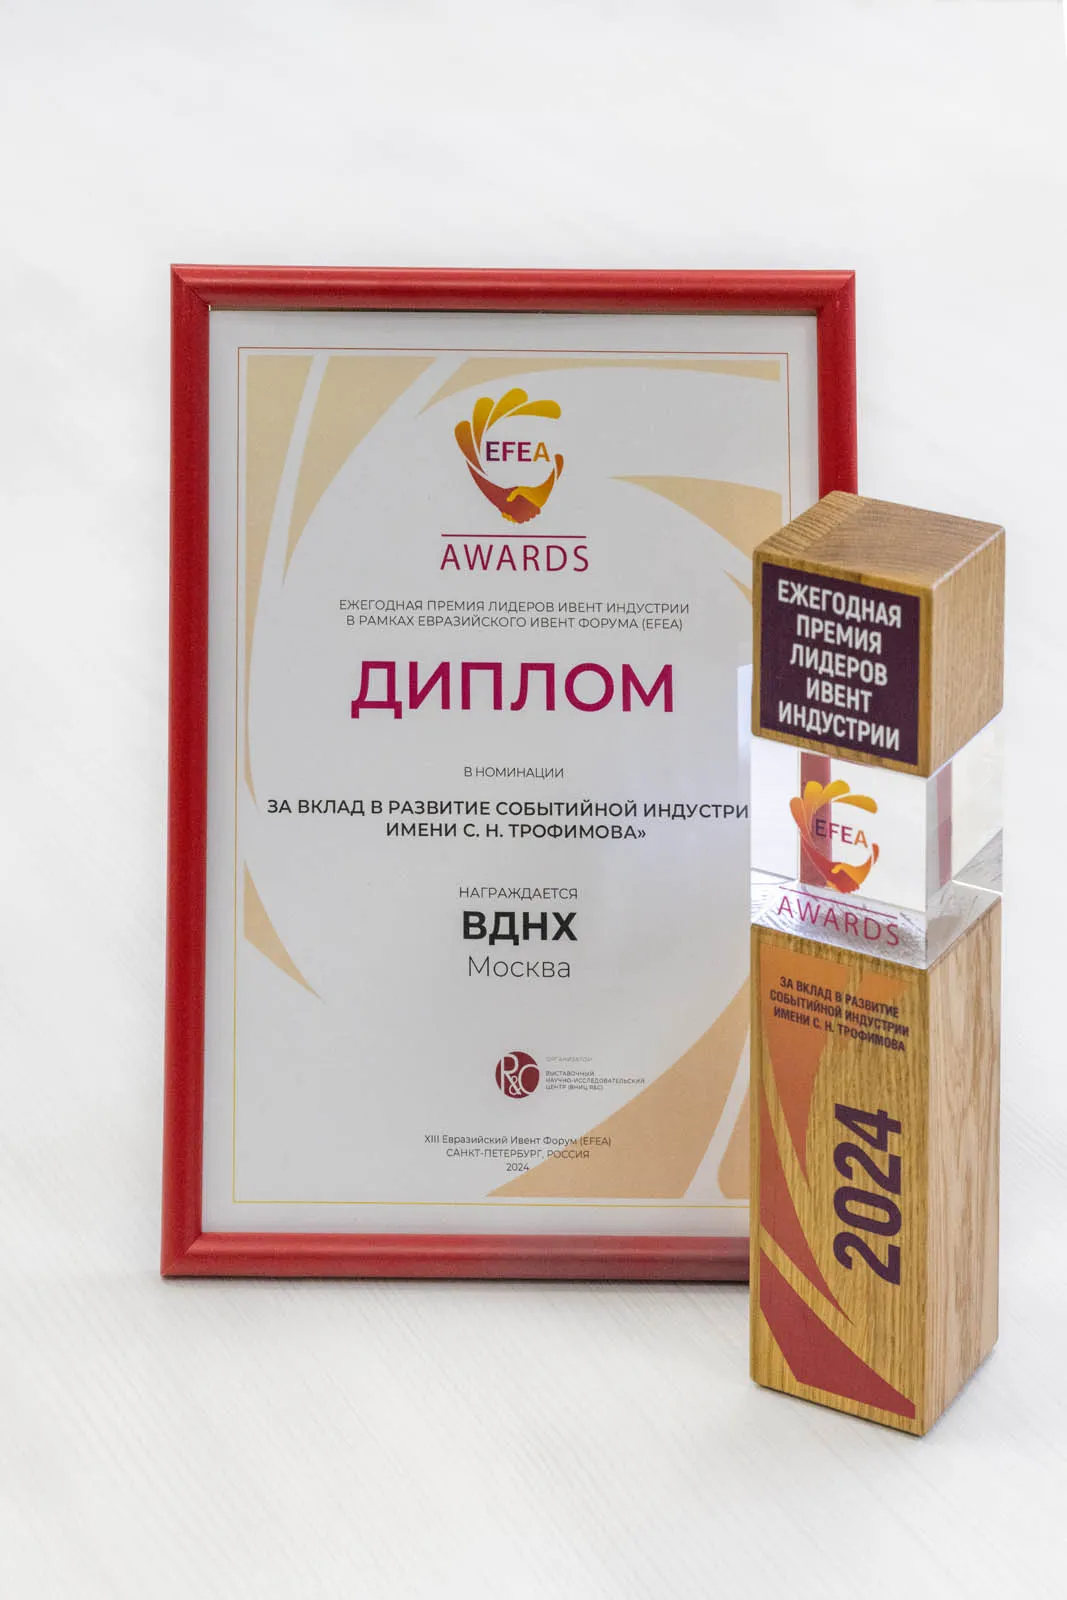 EFEA
AWARDS
ЕЖЕГОДНАЯ ПРЕМИЯ ЛИДЕРОВ ИВЕНТ ИНДУСТРИИ
В РАМКАХ ЕВРАЗИЙСКОГО ИВЕНТ ФОРУМА (EFEA)
ДИПЛОМ
В НОМИНАЦИИ
ЗА ВКЛАД В РАЗВИТИЕ СОБЫТИЙНОЙ ИНДУСТРИ
ИМЕНИ С. Н. ТРОФИМОВА»
НАГРАЖДАЕТСЯ
ВДНХ
Москва
R&C
ОРГАНИЗАТОР:
ВЫСТАВОЧНЫЙ
НАУЧНО-ИССЛЕДОВАТЕЛЬСКИЙ
ЦЕНТР (ВНИЦ R&C)
XIII Евразийский Ивент Форум (EFEA)
САНКТ-ПЕТЕРБУРГ, РОССИЯ
2024
ЕЖЕГОДНАЯ
ПРЕМИЯ
ЛИДЕРОВ
ИВЕНТ
ИНДУСТРИИ
EFEA
AWARDS
ЗА ВКЛАД В РАЗВИТИЕ
СОБЫТИЙНОЙ ИНДУСТРИИ
ИМЕНИ С. Н. ТРОФИМОВА
2024